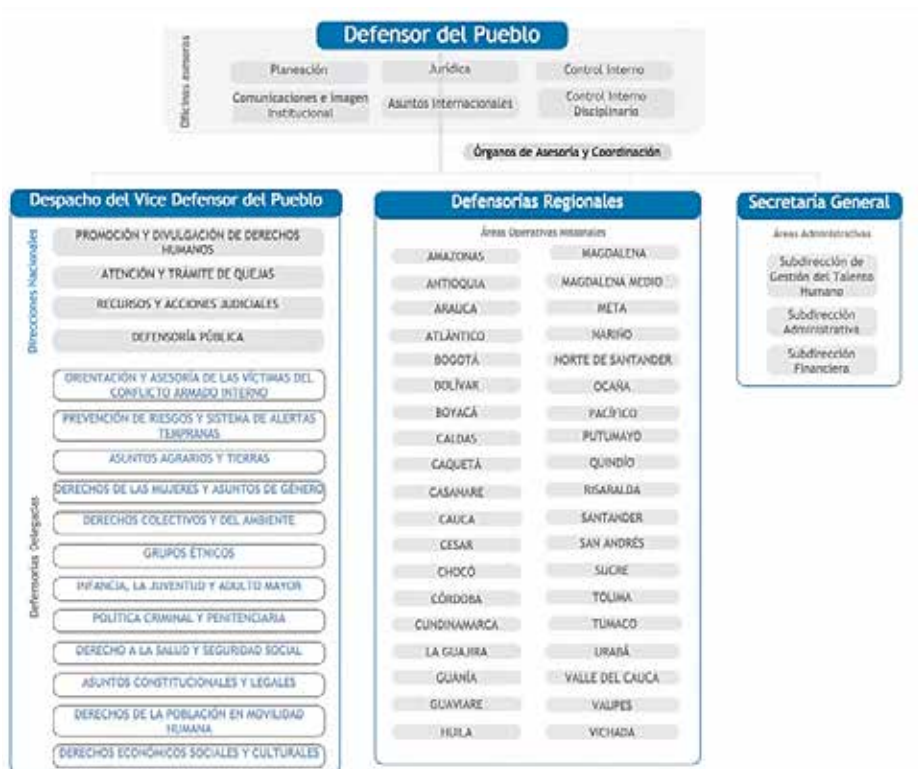 Defensor del Pueblo
Oficinas asesoras
Planeación
Jurídica
Control Interno
Comunicaciones e Imagen
Institucional
Asuntos Internacionales
Control Interno
Disciplinario
Órganos de Asesoría y Coordinación
Despacho del Vice Defensor del Pueblo
Direcciones Nacionales
PROMOCIÓN Y DIVULGACIÓN DE DERECHOS
HUMANOS
ATENCIÓN Y TRÁMITE DE QUEJAS
RECURSOS Y ACCIONES JUDICIALES
DEFENSORÍA PÚBLICA
Defensorías Delegadas
ORIENTACIÓN Y ASESORÍA DE LAS VÍCTIMAS DEL
CONFLICTO ARMADO INTERNO
PREVENCIÓN DE RIESGOS Y SISTEMA DE ALERTAS
TEMPRANAS
ASUNTOS AGRARIOS Y TIERRAS
DERECHOS DE LAS MUJERES Y ASUNTOS DE GÉNERO
DERECHOS COLECTIVOS Y DEL AMBIENTE
GRUPOS ÉTNICOS
INFANCIA, LA JUVENTUD Y ADULTO MAYOR
POLÍTICA CRIMINAL Y PENITENCIARIA
DERECHO A LA SALUD Y SEGURIDAD SOCIAL
ASUNTOS CONSTITUCIONALES Y LEGALES
DERECHOS DE LA POBLACIÓN EN MOVILIDAD
HUMANA
DERECHOS ECONÓMICOS SOCIALES Y CULTURALES
Defensorías Regionales
Áreas Operativas Misionales
AMAZONAS
ANTIOQUIA
ARAUCA
ATLÁNTICO
BOGOTÁ
BOLÍVAR
BOYACÁ
CALDAS
CAQUETÁ
CASANARE
CAUCA
CESAR
CHOCÓ
CÓRDOBA
CUNDINAMARCA
LA GUAJIRA
GUANÍA
GUAVIARE
HUILA
MAGDALENA
MAGDALENA MEDIO
META
NARIÑO
NORTE DE SANTANDER
OCAÑA
PACÍFICO
PUTUMAYO
QUINDÍO
RISARALDA
SANTANDER
SAN ANDRÉS
SUCRE
TOLIMA
TUMACO
URABÁ
VALLE DEL CAUCA
VAUPES
VICHADA
Secretaría General
Áreas Administrativas
Subdirección de
Gestión del Talento
Humano
Subdirección
Administrativa
Subdirección
Financiera